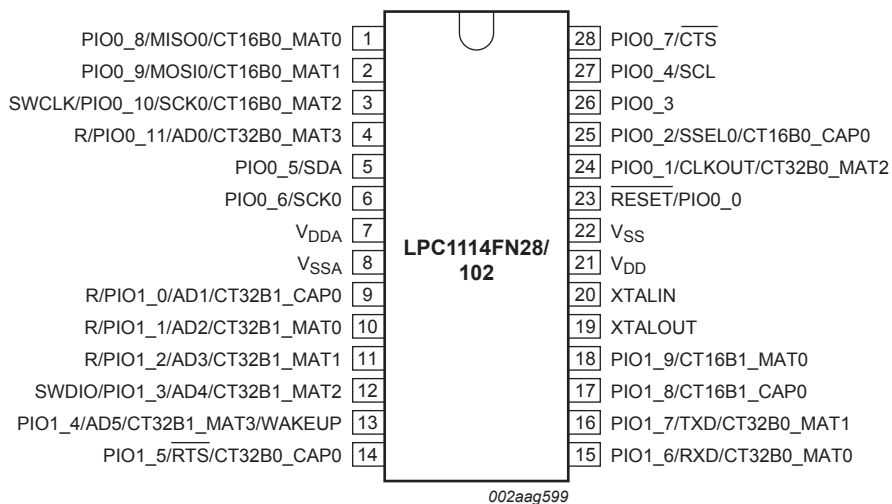 PIO0_8/MISO0/CT16B0_MAT0 1
PIO0_9/MOSI0/CT16B0_MAT1 2
SWCLK/PIO0_10/SCK0/CT16B0_MAT2 3
R/PIO0_11/AD0/CT32B0_MAT3 4
PIO0_5/SDA 5
PIO0_6/SCK0 6
VDDA 7
VSSA 8
R/PIO1_0/AD1/CT32B1_CAP0 9
R/PIO1_1/AD2/CT32B1_MAT0 10
R/PIO1_2/AD3/CT32B1_MAT1 11
SWDIO/PIO1_3/AD4/CT32B1_MAT2 12
PIO1_4/AD5/CT32B1_MAT3/WAKEUP 13
PIO1_5/RTS/CT32B0_CAP0 14
LPC1114FN28/
102
28 PIO0_7/CTS
27 PIO0_4/SCL
26 PIO0_3
25 PIO0_2/SSEL0/CT16B0_CAP0
24 PIO0_1/CLKOUT/CT32B0_MAT2
23 RESET/PIO0_0
22 VSS
21 VDD
20 XTALIN
19 XTALOUT
18 PIO1_9/CT16B1_MAT0
17 PIO1_8/CT16B1_CAP0
16 PIO1_7/TXD/CT32B0_MAT1
15 PIO1_6/RXD/CT32B0_MAT0
002aag599